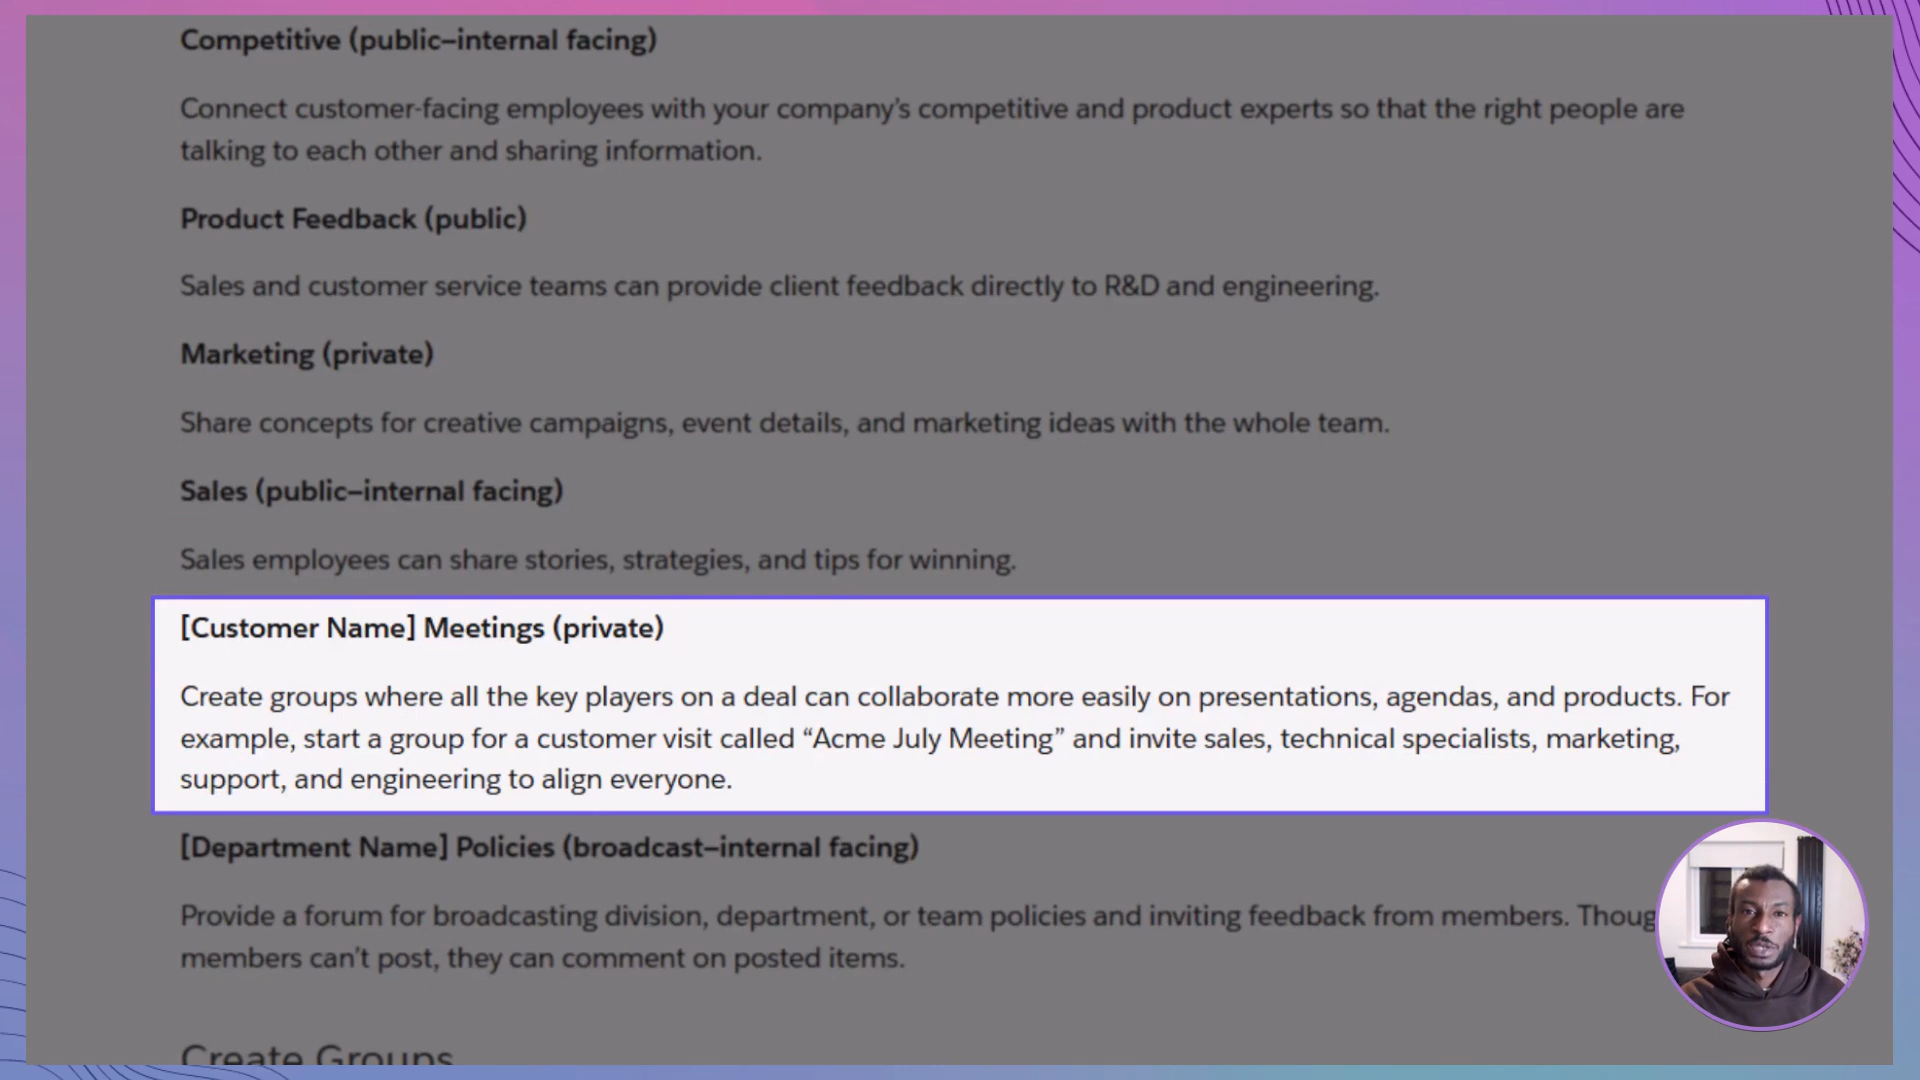 Competitive (public–internal facing)
Connect customer-facing employees with your company’s competitive and product experts so that the right people are
talking to each other and sharing information.
Product Feedback (public)
Sales and customer service teams can provide client feedback directly to R&D and engineering.
Marketing (private)
Share concepts for creative campaigns, event details, and marketing ideas with the whole team.
Sales (public–internal facing)
Sales employees can share stories, strategies, and tips for winning.
[Customer Name] Meetings (private)
Create groups where all the key players on a deal can collaborate more easily on presentations, agendas, and products. For
example, start a group for a customer visit called “Acme July Meeting” and invite sales, technical specialists, marketing,
support, and engineering to align everyone.
[Department Name] Policies (broadcast–internal facing)
Provide a forum for broadcasting division, department, or team policies and inviting feedback from members.
members can’t post, they can comment on posted items.
Create Groups